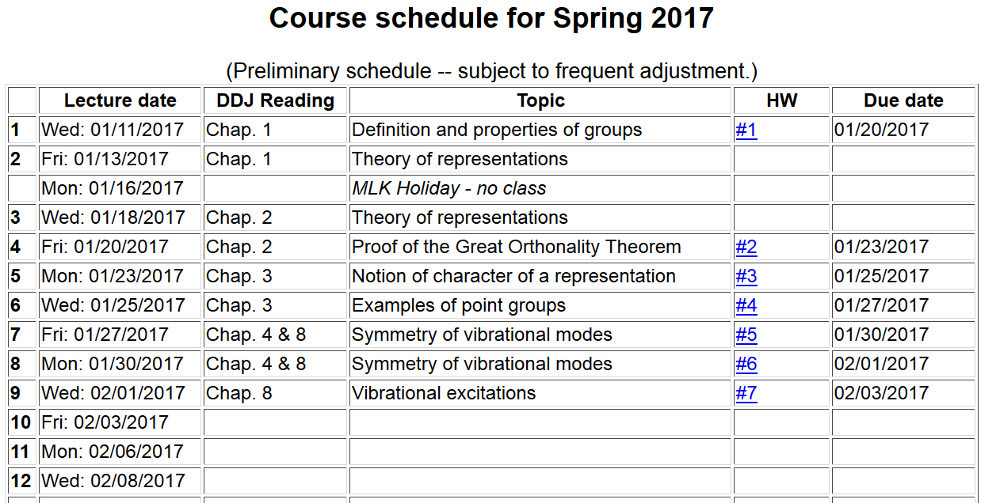 Course schedule for Spring 2017
(Preliminary schedule -- subject to frequent adjustment.)
Lecture date DDJ Reading Topic HW Due date
1 Wed: 01/11/2017 Chap. 1 Definition and properties of groups #1 01/20/2017
2 Fri: 01/13/2017 Chap. 1 Theory of representations
Mon: 01/16/2017 MLK Holiday - no class
3 Wed: 01/18/2017 Chap. 2 Theory of representations
4 Fri: 01/20/2017 Chap. 2 Proof of the Great Orthonality Theorem #2 01/23/2017
5 Mon: 01/23/2017 Chap. 3 Notion of character of a representation #3 01/25/2017
6 Wed: 01/25/2017 Chap. 3 Examples of point groups #4 01/27/2017
7 Fri: 01/27/2017 Chap. 4 & 8 Symmetry of vibrational modes #5 01/30/2017
8 Mon: 01/30/2017 Chap. 4 & 8 Symmetry of vibrational modes #6 02/01/2017
9 Wed: 02/01/2017 Chap. 8 Vibrational excitations #7 02/03/2017
10 Fri: 02/03/2017
11 Mon: 02/06/2017
12 Wed: 02/08/2017